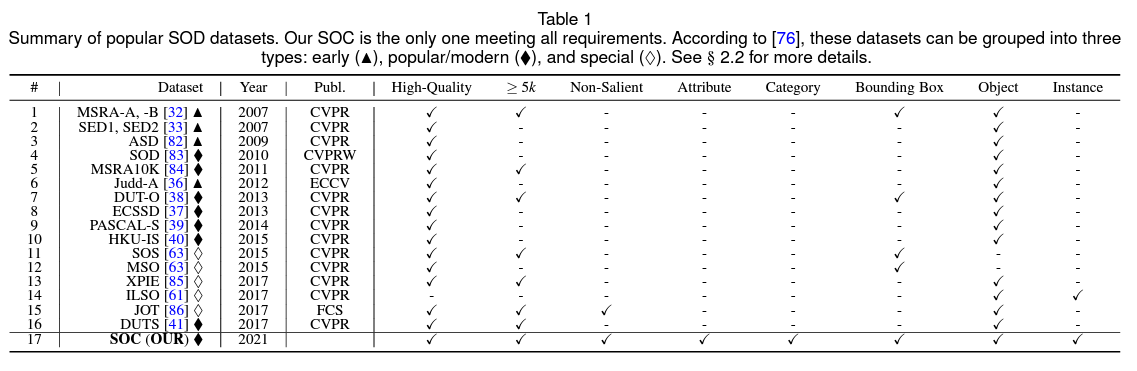 Table 1
Summary of popular SOD datasets. Our SOC is the only one meeting all requirements. According to [76], these datasets can be grouped into three
types: early (▲), popular/modern (♦), and special (♢). See § 2.2 for more details.
# Dataset Year Publ. High-Quality ≥ 5k Non-Salient Attribute Category Bounding Box Object Instance
1 MSRA-A, -B [32] ▲ 2007 CVPR ✓ ✓ - - - ✓ ✓ -
2 SED1, SED2 [33] ▲ 2007 CVPR ✓ - - - - - ✓ -
3 ASD [82] ▲ 2009 CVPR ✓ - - - - - ✓ -
4 SOD [83] ♦ 2010 CVPRW ✓ - - - - - ✓ -
5 MSRA10K [84] ♦ 2011 CVPR ✓ ✓ - - - - ✓ -
6 Judd-A [36] ▲ 2012 ECCV ✓ - - - - - ✓ -
7 DUT-O [38] ♦ 2013 CVPR ✓ ✓ - - - ✓ ✓ -
8 ECSSD [37] ♦ 2013 CVPR ✓ - - - - - ✓ -
9 PASCAL-S [39] ♦ 2014 CVPR ✓ - - - - - ✓ -
10 HKU-IS [40] ♦ 2015 CVPR ✓ - - - - - ✓ -
11 SOS [63] ♢ 2015 CVPR ✓ ✓ - - - ✓ - -
12 MSO [63] ♢ 2015 CVPR ✓ - - - - ✓ - -
13 XPIE [85] ♢ 2017 CVPR ✓ ✓ - - - - ✓ -
14 ILSO [61] ♢ 2017 CVPR - - - - - - ✓ ✓
15 JOT [86] ♢ 2017 FCS ✓ ✓ ✓ - - - ✓ -
16 DUTS [41] ♦ 2017 CVPR ✓ ✓ - - - - ✓ -
17 SOC (OUR) ♦ 2021 ✓ ✓ ✓ ✓ ✓ ✓ ✓ ✓